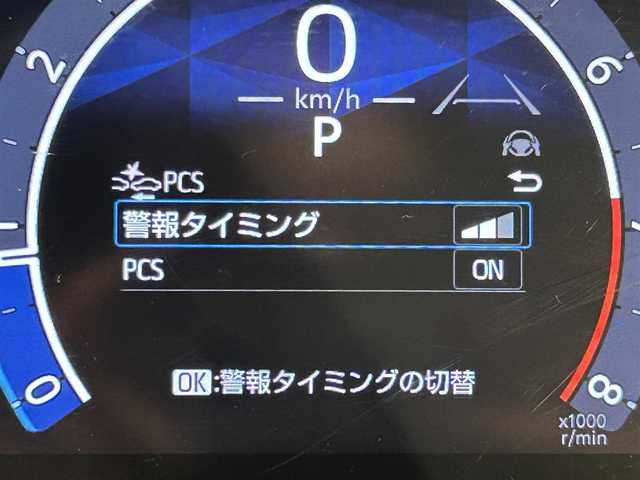 0
2
6
km/h
P
PCS
警報タイミング
1
PCS ON
OK:警報タイミングの切替
0
8
x1000
r/min